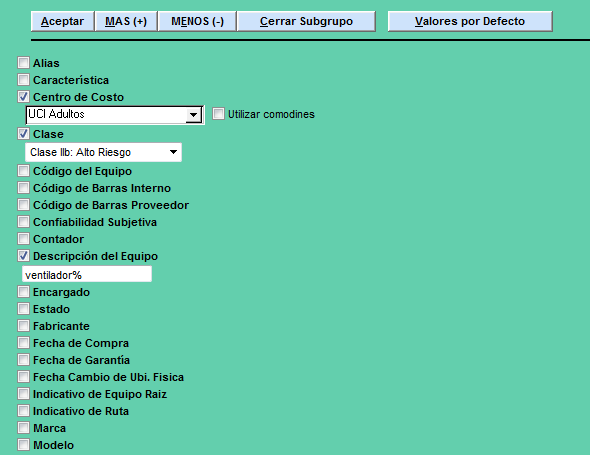 Aceptar MAS (+) MENOS (-) Cerrar Subgrupo Valores por Defecto
Alias
Característica
Centro de Costo
UCI Adultos Utilizar comodines
Clase
Clase IIb: Alto Riesgo
Código del Equipo
Código de Barras Interno
Código de Barras Proveedor
Confiabilidad Subjetiva
Contador
Descripción del Equipo
ventilador%
Encargado
Estado
Fabricante
Fecha de Compra
Fecha de Garantía
Fecha Cambio de Ubi. Fisica
Indicativo de Equipo Raiz
Indicativo de Ruta
Marca
Modelo